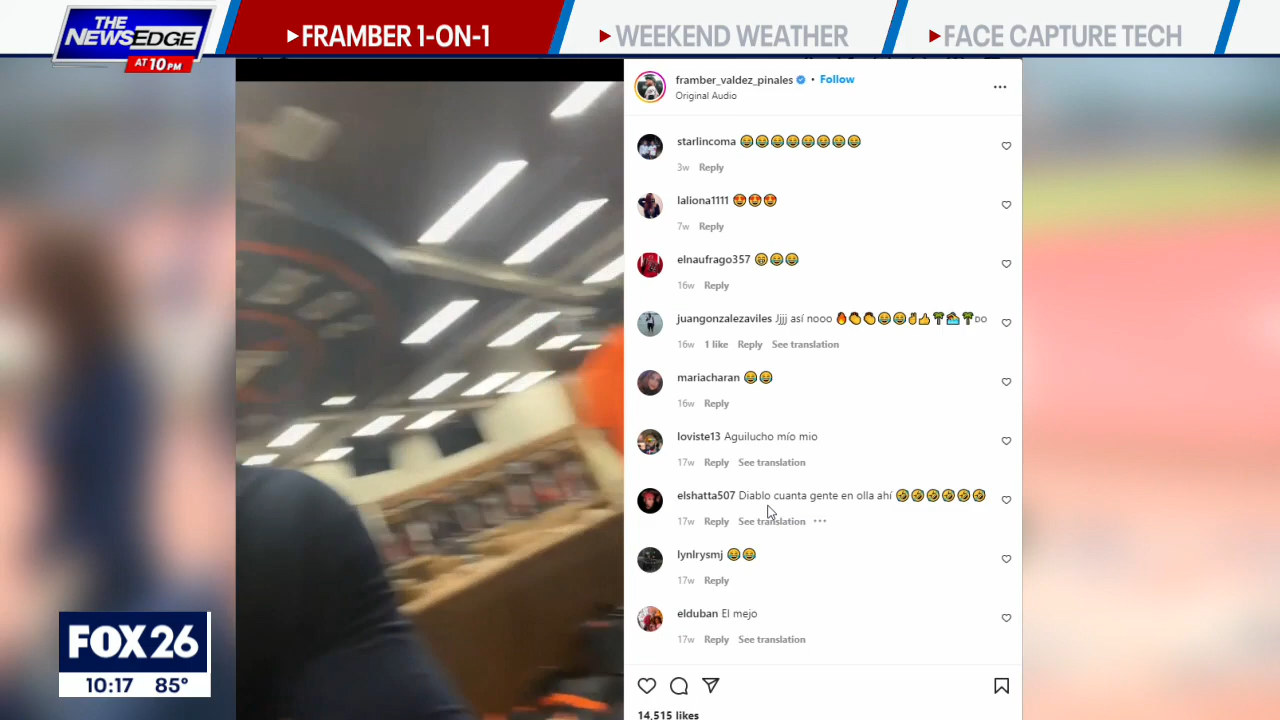 THE
NEWSEDGE
AT 10 PM
FRAMBER 1-ON-1
WEEKEND WEATHER
FACE CAPTURE TECH
framber_valdez_pinales • Follow
Original Audio
starlincoma 😂😂😂😂😂😂😂😂
3w Reply
laliona1111 😍😍😍
7w Reply
elnaufrago357 😁😂😂
16w Reply
juangonzalezaviles Jjjj así nooo 🔥👏👏😂😂✌👍🌴🏊🌴DO
16w 1 like Reply See translation
mariacharan 😂😂
16w Reply
loviste13 Aguilucho mío mio
17w Reply See translation
elshatta507 Diablo cuanta gente en olla ahí 🤣🤣🤣🤣🤣🤣
17w Reply See translation
lynlrysmj 😂😂
17w Reply
elduban El mejo
17w Reply See translation
14,515 likes
FOX 26
10:17 85°